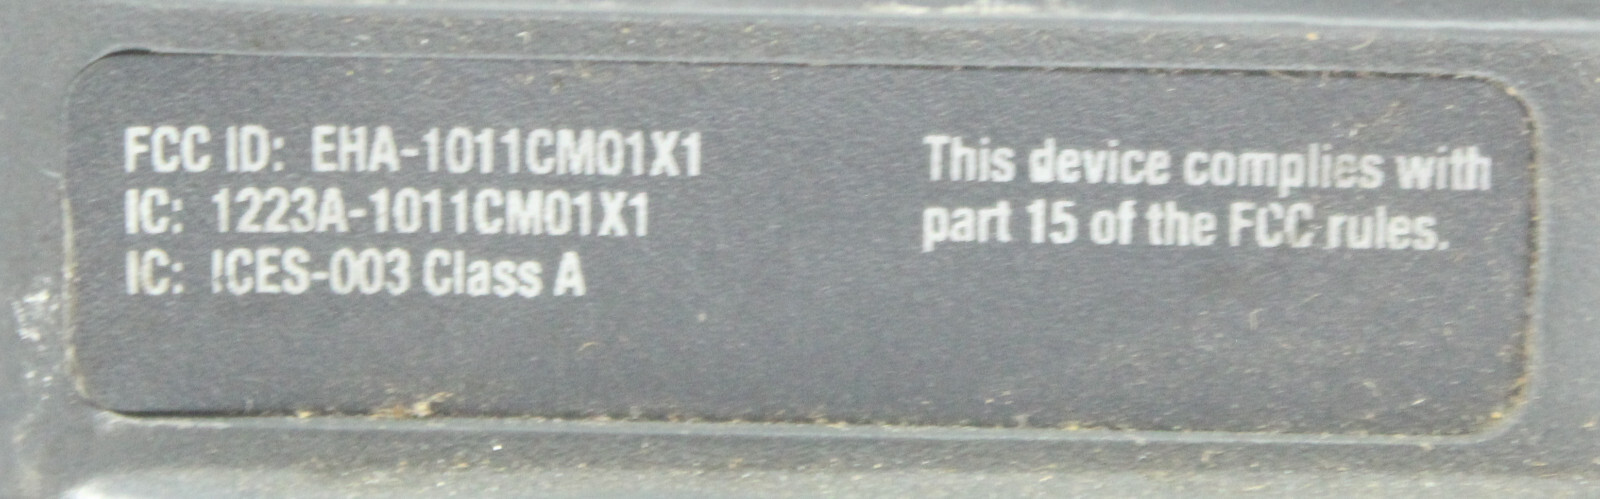 FCC ID: EHA-1011CM01X1
IC: 1223A-1011CM01X1
IC: ICES-003 Class A
This device complies with
part 15 of the FCC rules.